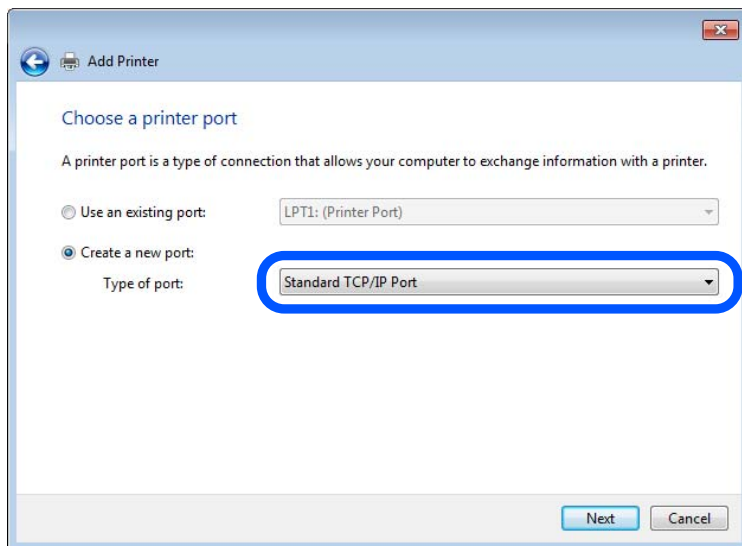 Add Printer
Choose a printer port
A printer port is a type of connection that allows your computer to exchange information with a printer.
Use an existing port: LPT1: (Printer Port)
Create a new port:
Type of port: Standard TCP/IP Port
Next Cancel